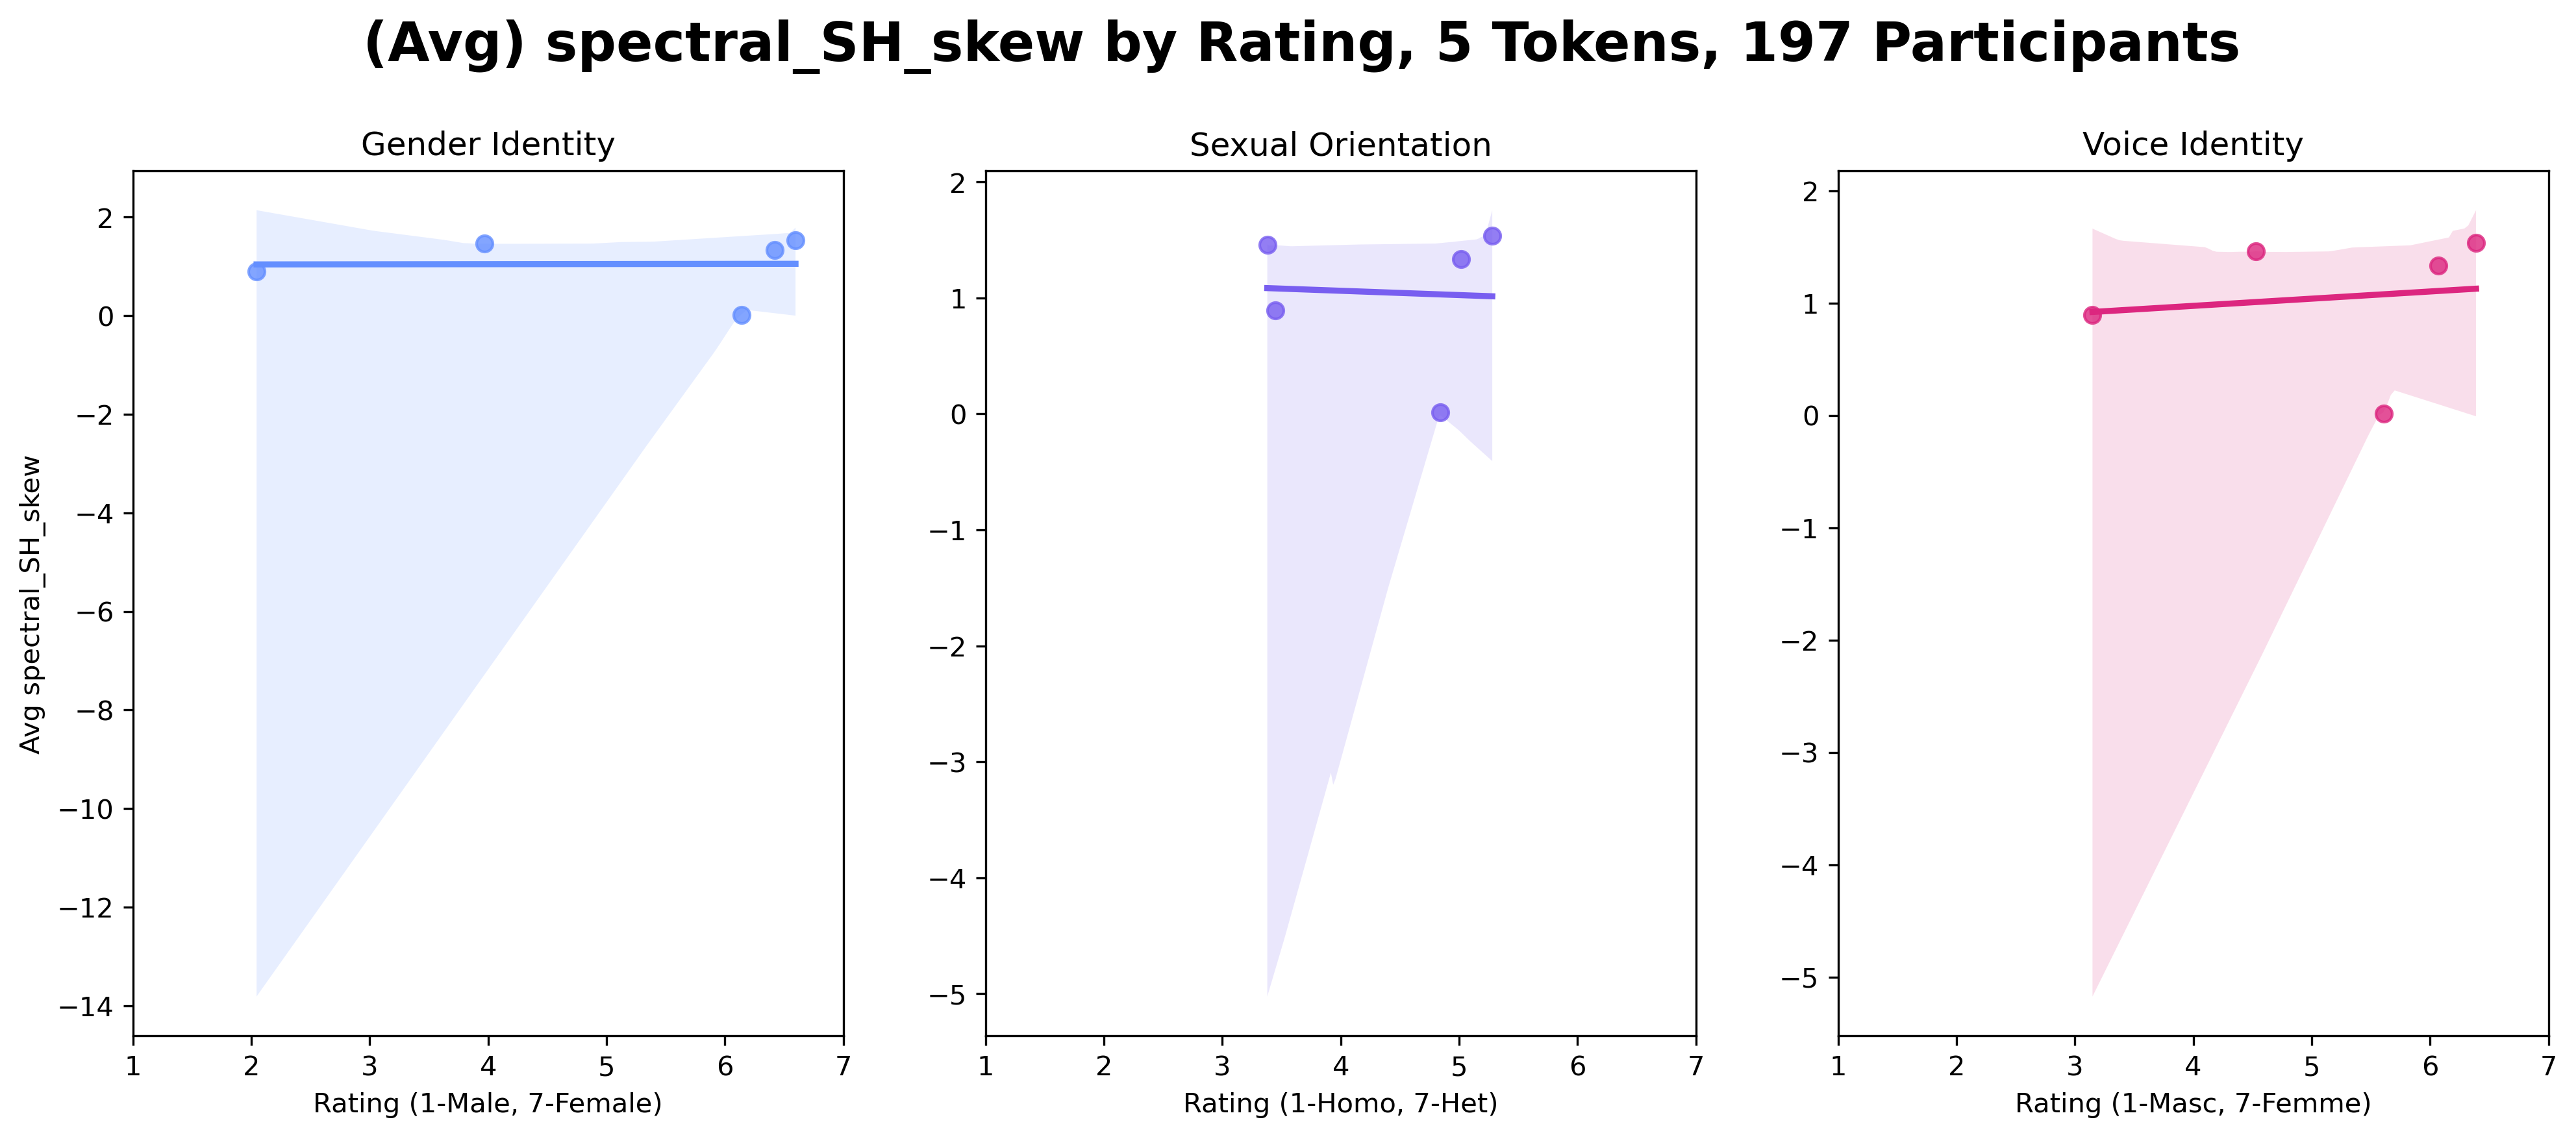 (Avg) spectral_SH_skew by Rating, 5 Tokens, 197 Participants
Gender Identity
Avg spectral_SH_skew
2
0
−2
−4
−6
−8
−10
−12
−14
1 2 3 4 5 6 7
Rating (1-Male, 7-Female)
Sexual Orientation
2
1
0
−1
−2
−3
−4
−5
1 2 3 4 5 6 7
Rating (1-Homo, 7-Het)
Voice Identity
2
1
0
−1
−2
−3
−4
−5
1 2 3 4 5 6 7
Rating (1-Masc, 7-Femme)